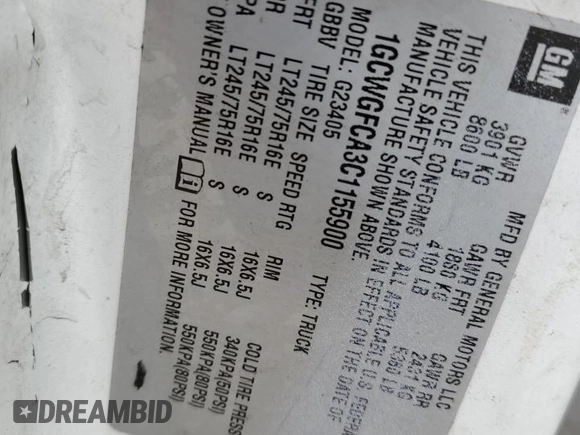 GM
MFD BY GENERAL MOTORS LLC
GVWR GAWR FRT GAWR RR
3901 KG 1860 KG
8600 LB 4100 LB 5360 LB
THIS VEHICLE CONFORMS TO ALL APPLICABLE U.S. FEDERAL
VEHICLE SAFETY STANDARDS IN EFFECT ON THE DATE OF
MANUFACTURE SHOWN ABOVE.
1GCWGFCA3C1155900 TYPE: TRUCK
MODEL: G23405
GBBV TIRE SIZE SPEED RTG RIM COLD TIRE PRESS
FRT LT245/75R16E S 16X6.5J 340KPA(50PSI)
RR LT245/75R16E S 16X6.5J 550KPA(80PSI)
PA LT245/75R16E S 16X6.5J 550KPA(80PSI)
OWNER'S MANUAL FOR MORE INFORMATION.
DREAMBID